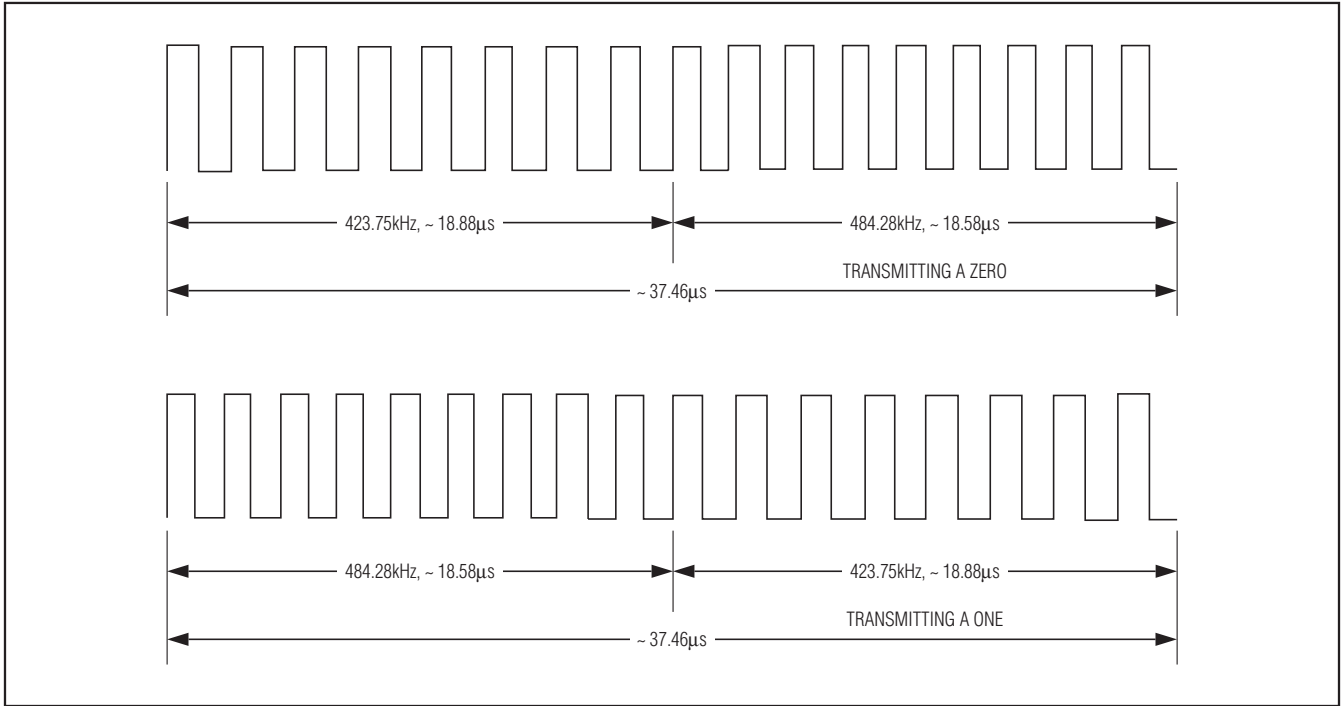 423.75kHz, ~ 18.88μs
484.28kHz, ~ 18.58μs
TRANSMITTING A ZERO
~ 37.46μs
484.28kHz, ~ 18.58μs
423.75kHz, ~ 18.88μs
TRANSMITTING A ONE
~ 37.46μs